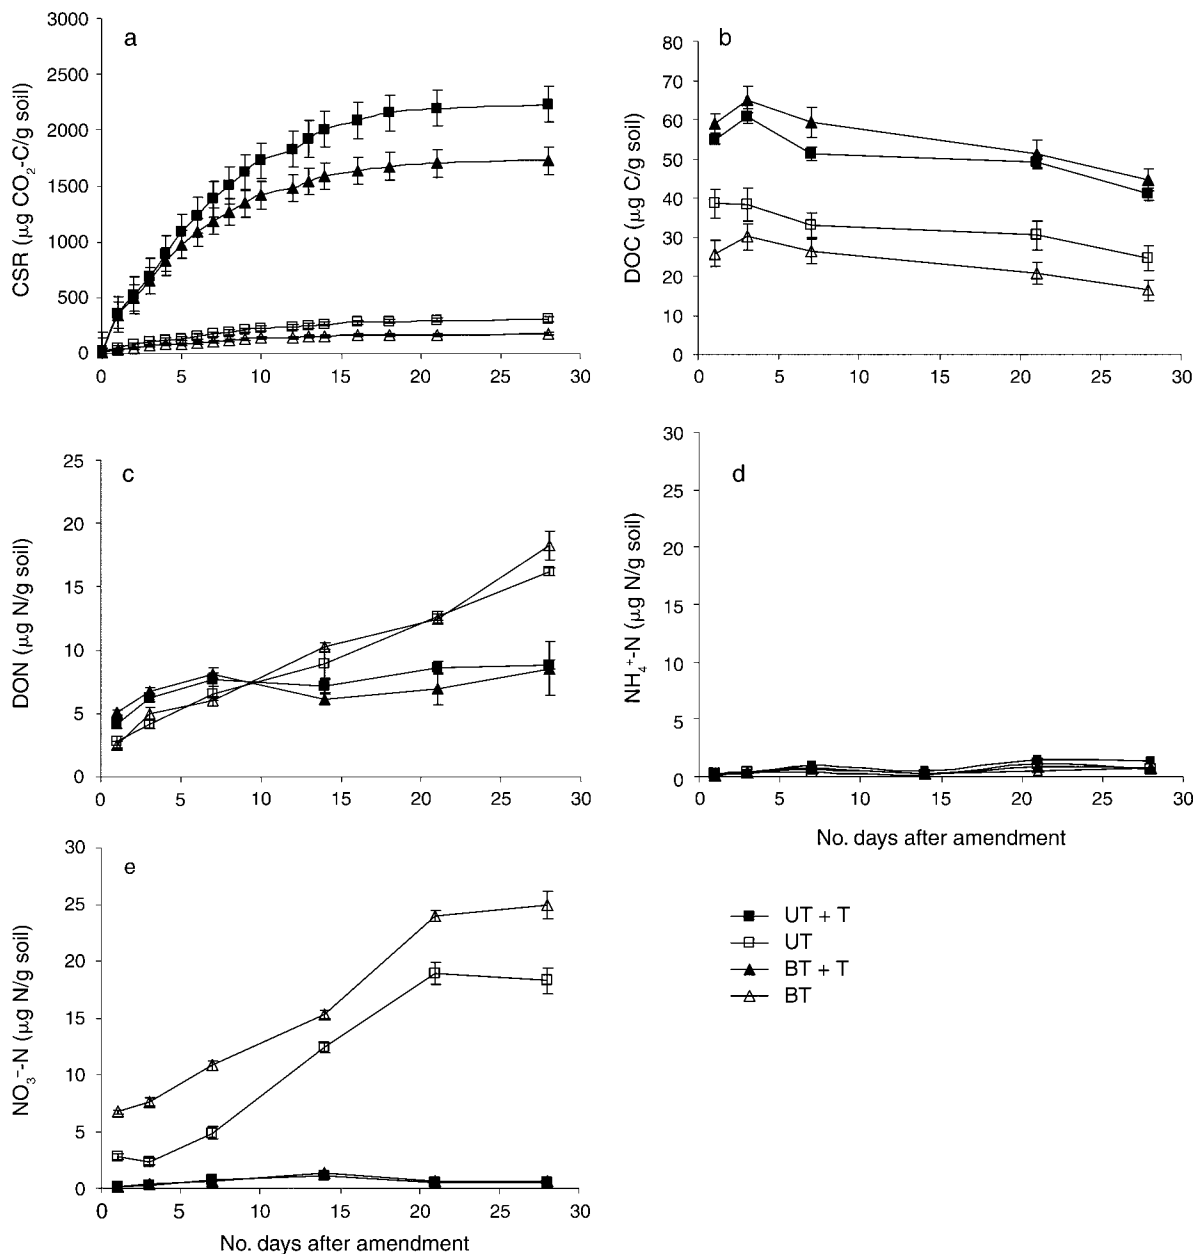 a
3000
2500
2000
1500
1000
500
0
CSR (μg CO₂-C/g soil)
0 5 10 15 20 25 30
b
80
70
60
50
40
30
20
10
0
DOC (μg C/g soil)
0 5 10 15 20 25 30
c
25
20
15
10
5
0
DON (μg N/g soil)
0 5 10 15 20 25 30
d
30
25
20
15
10
5
0
NH₄⁺-N (μg N/g soil)
0 5 10 15 20 25 30
No. days after amendment
e
30
25
20
15
10
5
0
NO₃⁻-N (μg N/g soil)
0 5 10 15 20 25 30
No. days after amendment
UT + T
UT
BT + T
BT